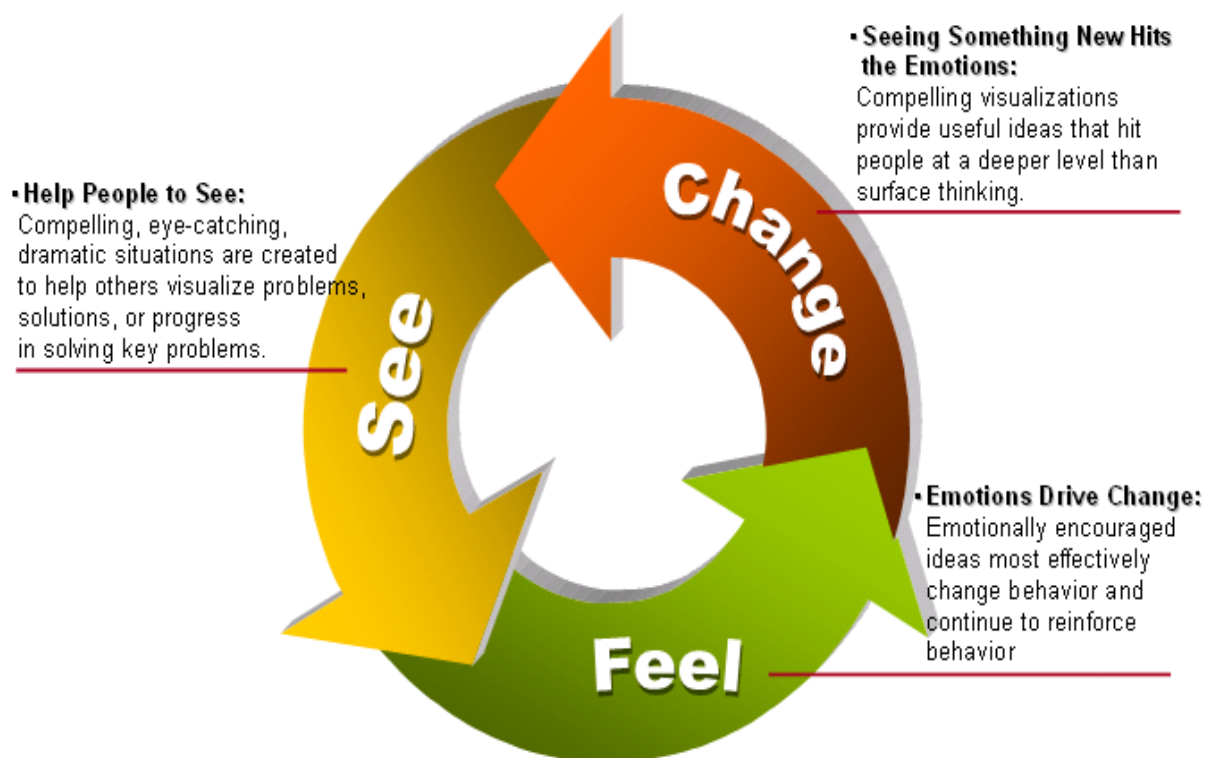 ▪ Seeing Something New Hits
the Emotions:
Compelling visualizations
provide useful ideas that hit
people at a deeper level than
surface thinking.
▪ Help People to See:
Compelling, eye-catching,
dramatic situations are created
to help others visualize problems,
solutions, or progress
in solving key problems.
Change
See
▪ Emotions Drive Change:
Emotionally encouraged
ideas most effectively
change behavior and
continue to reinforce
behavior
Feel